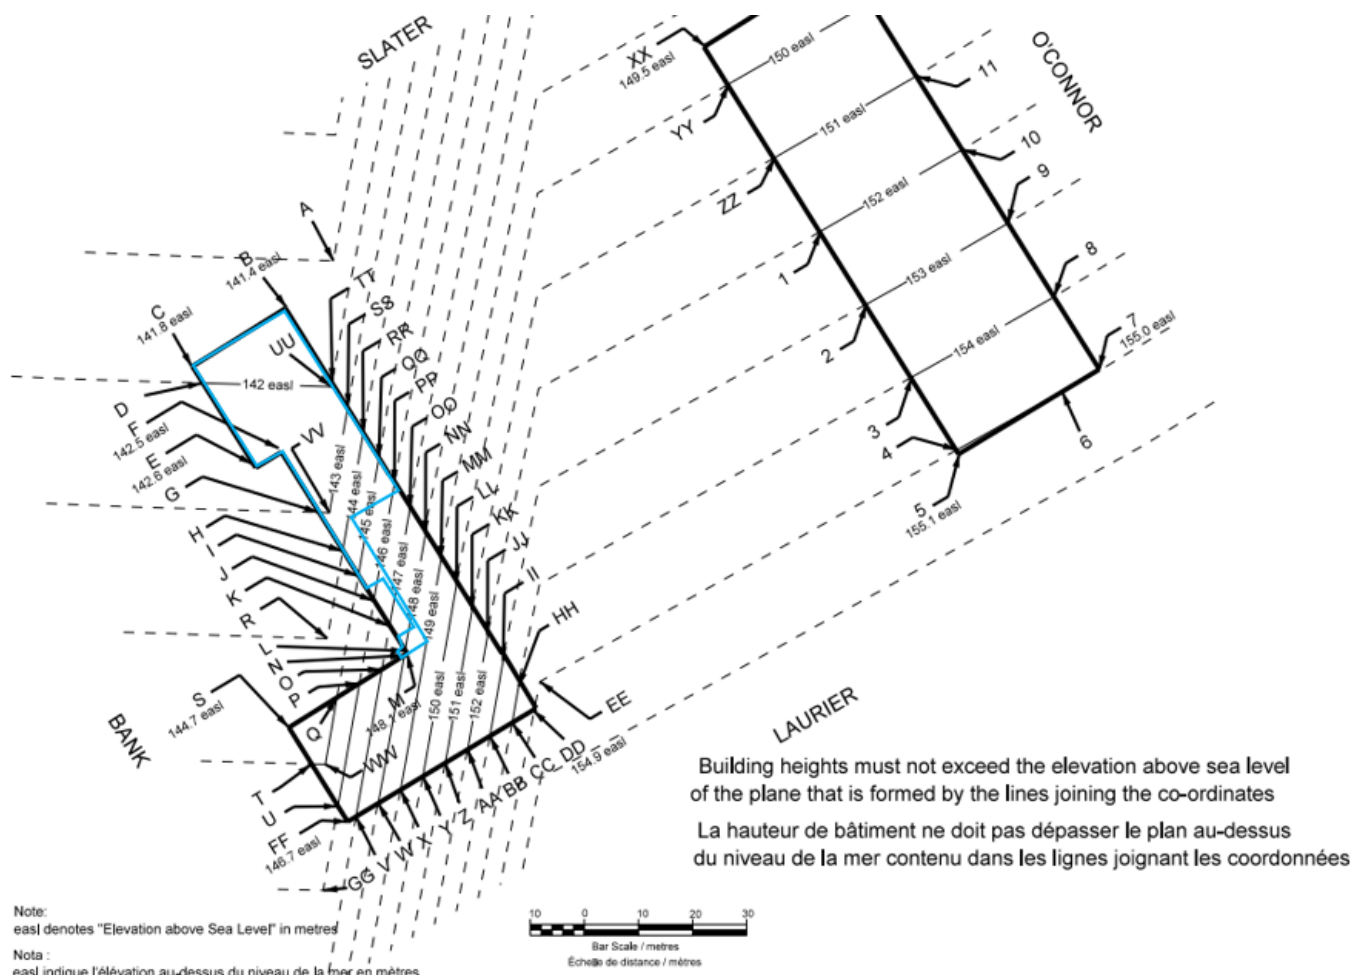 SLATER
O'CONNOR
XX
149.5 easl
150 easl
11
YY
151 easl
10
ZZ
152 easl
9
A
B
141.4 easl
TT
1
153 easl
8
C
141.8 easl
SS
UU
RR
2
154 easl
7
155.0 easl
QQ
PP
142 easl
D
OO
F
142.5 easl
VV
NN
3
4
6
E
142.6 easl
MM
143 easl
G
LL
144 easl
5
155.1 easl
145 easl
KK
H
146 easl
JJ
I
147 easl
II
J
148 easl
K
HH
R
149 easl
L
N
O
P
M
148.1 easl
S
144.7 easl
Q
150 easl
151 easl
152 easl
EE
BANK
LAURIER
WW
DD
154.9 easl
CC
BB
AA
Z
Y
X
W
V
GG
T
U
FF
146.7 easl
Building heights must not exceed the elevation above sea level
of the plane that is formed by the lines joining the co-ordinates
La hauteur de bâtiment ne doit pas dépasser le plan au-dessus
du niveau de la mer contenu dans les lignes joignant les coordonnées
Note:
easl denotes "Elevation above Sea Level" in metres
Nota :
easl indique l'élévation au-dessus du niveau de la mer en mètres
10 0 10 20 30
Bar Scale / metres
Échelle de distance / mètres